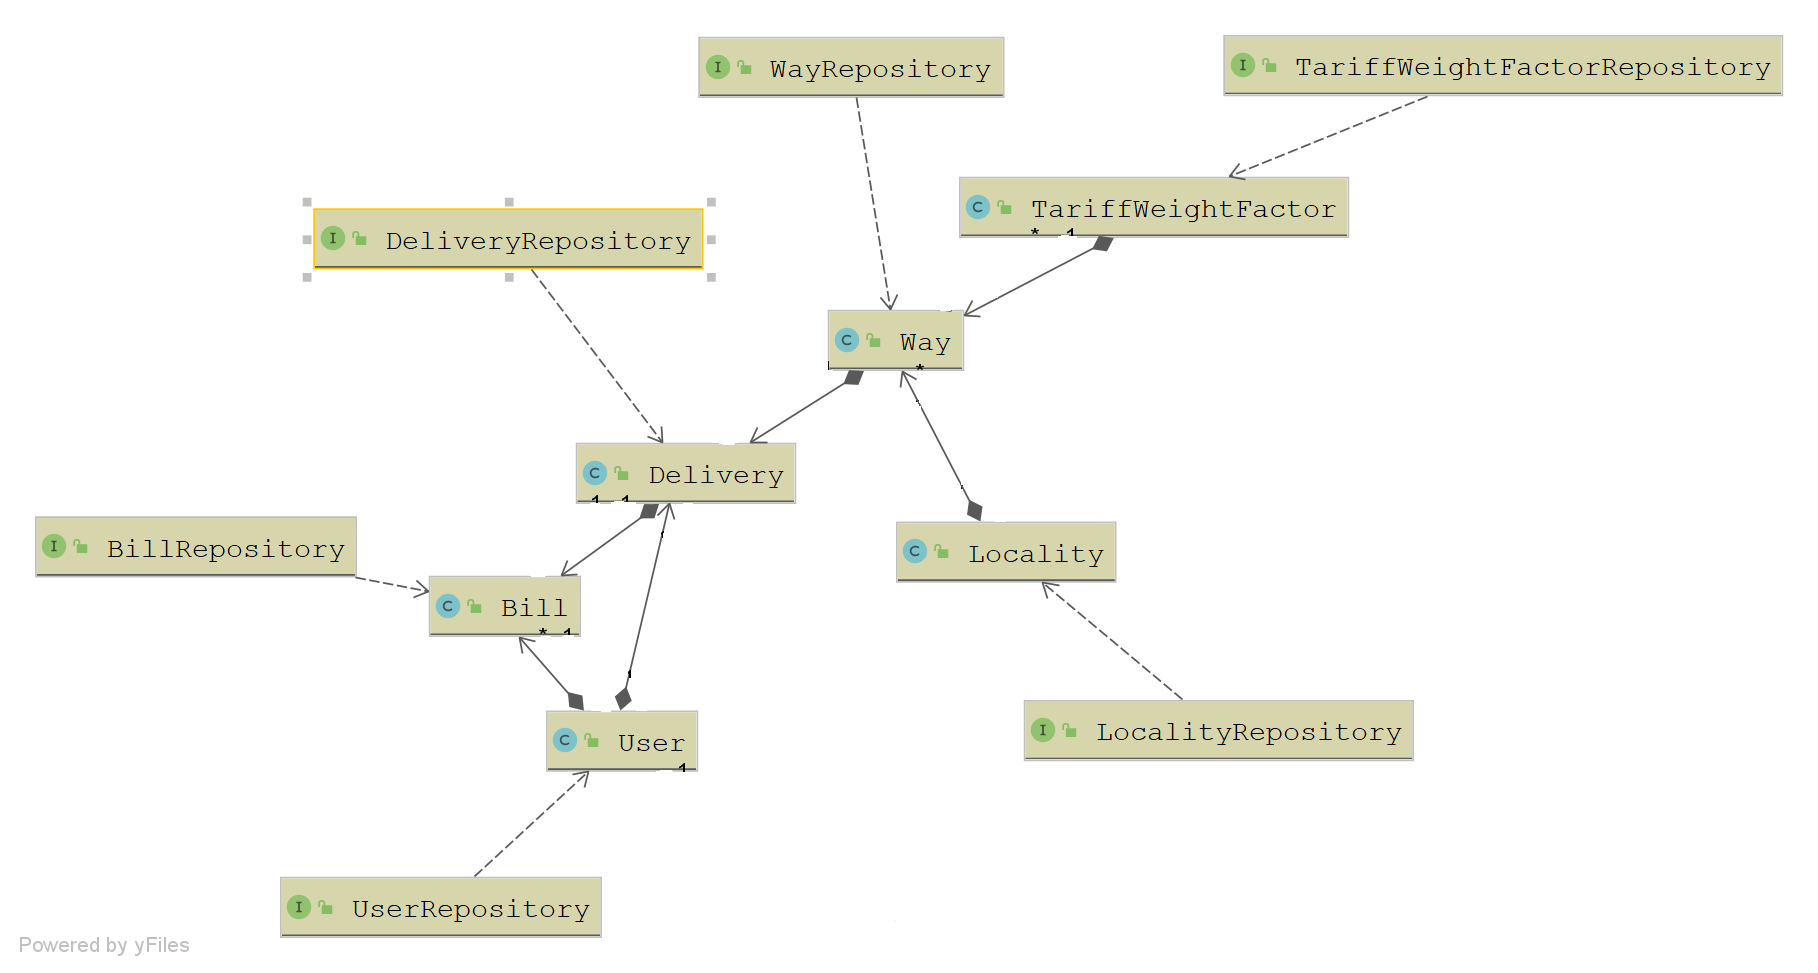 I WayRepository
I TariffWeightFactorRepository
C TariffWeightFactor
* 1
I DeliveryRepository
C Way
*
C Delivery
1 1
I BillRepository
C Locality
C Bill
* 1
I LocalityRepository
C User
1
I UserRepository
Powered by yFiles